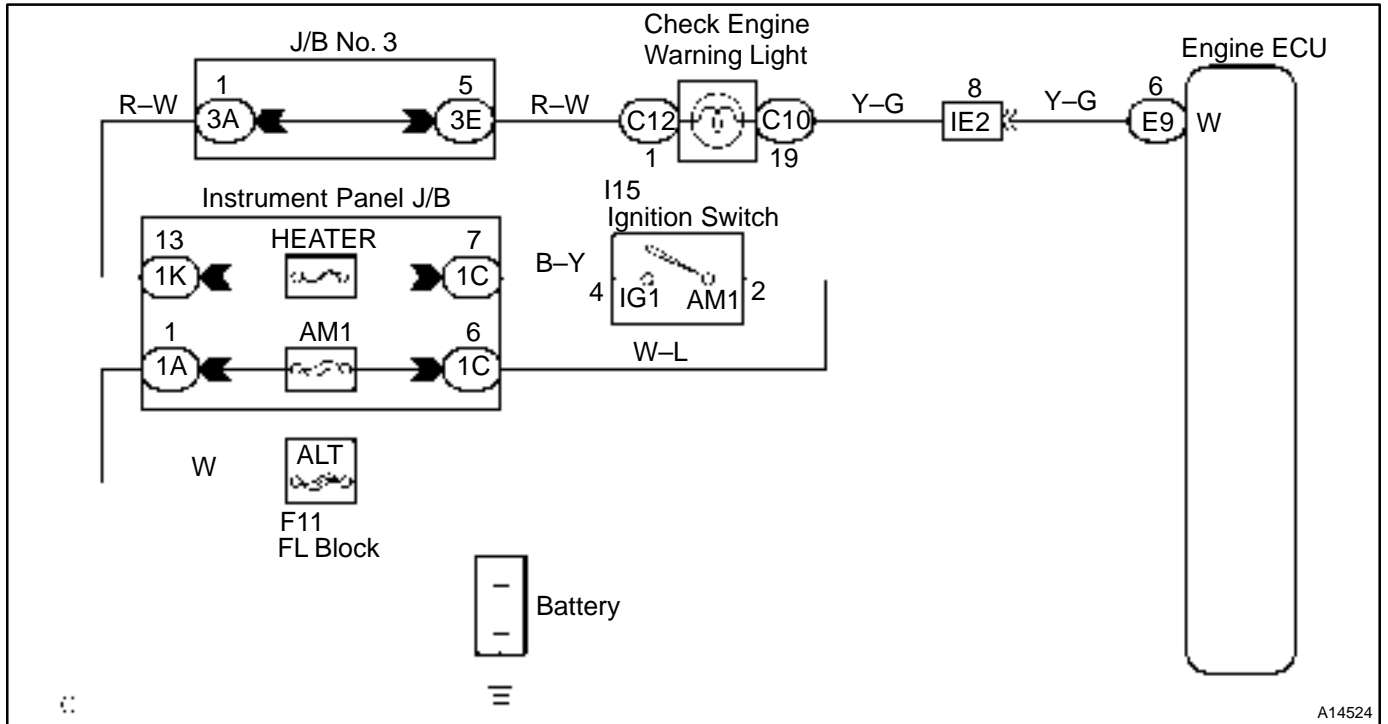 J/B No. 3
Check Engine
Warning Light
Engine ECU
1
5
R–W
3A
3E
R–W
C12
C10
1
19
Y–G
8
IE2
Y–G
6
E9
W
Instrument Panel J/B
I15
Ignition Switch
13
HEATER
7
1K
1C
B–Y
4
IG1
AM1
2
1
AM1
6
1A
1C
W–L
W
ALT
F11
FL Block
Battery
A14524